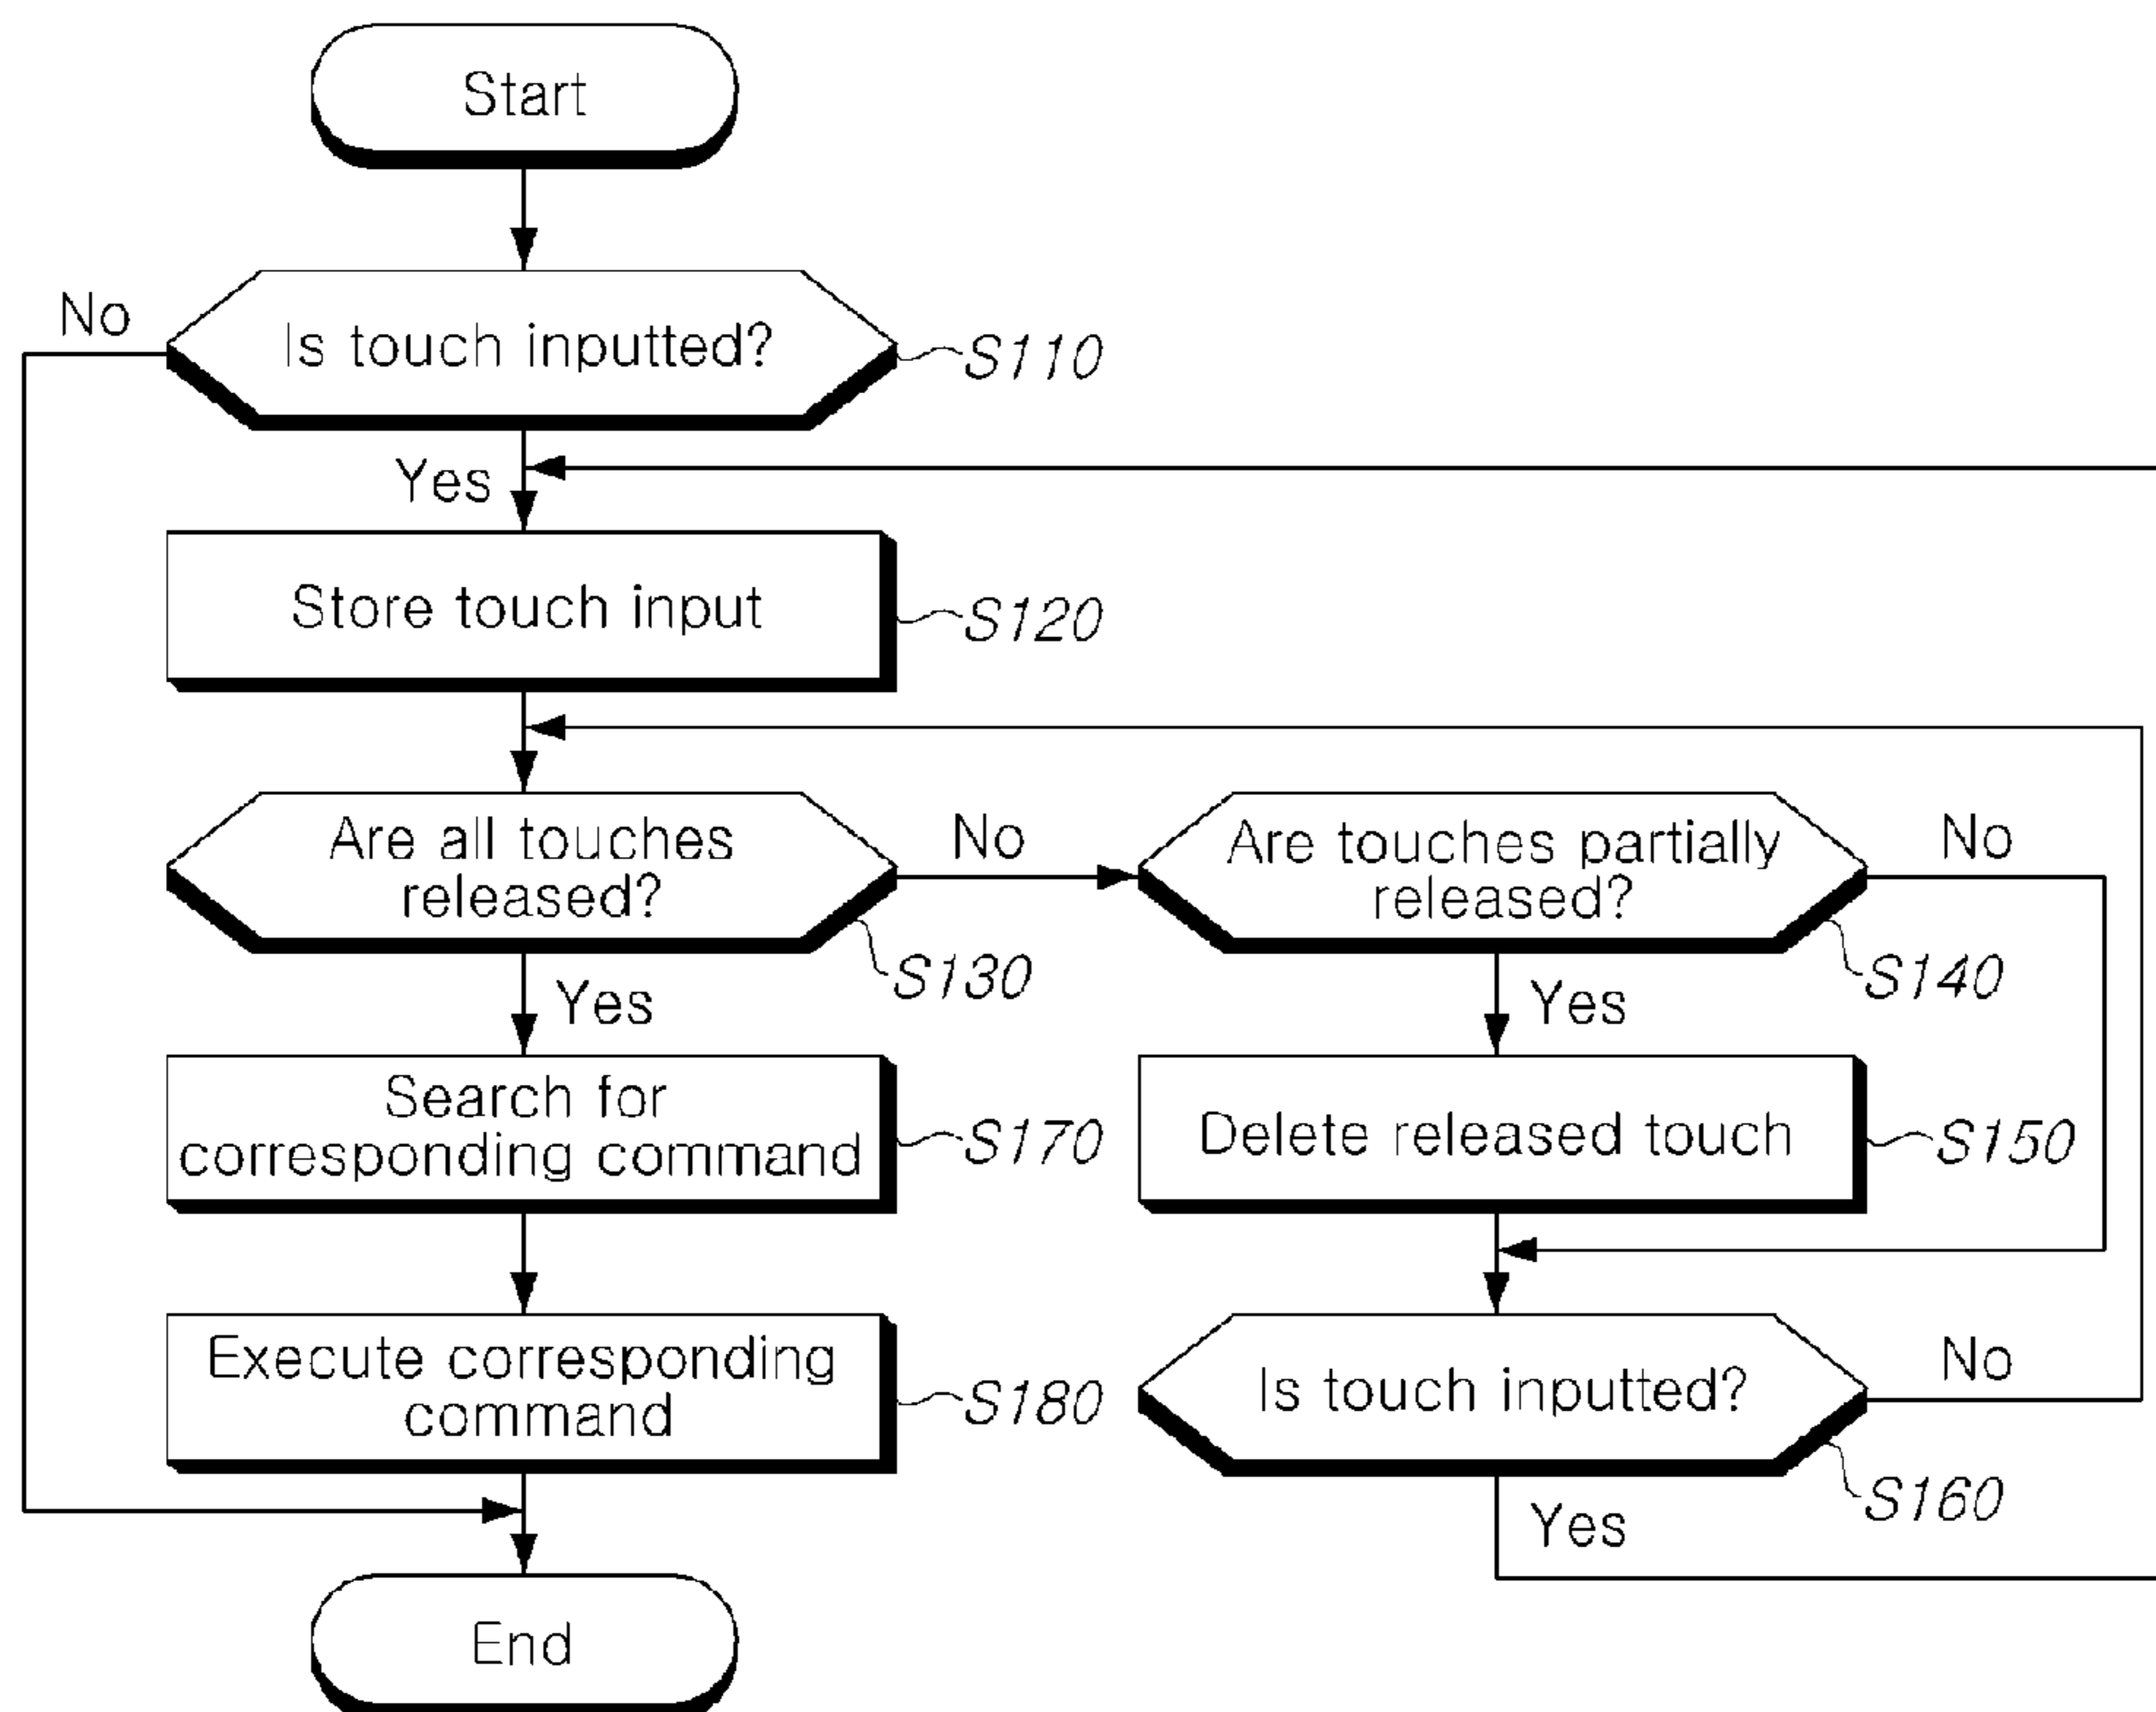 Start
No
Is touch inputted?
S110
Yes
Store touch input
S120
Are all touches
released?
S130
No
Are touches partially
released?
S140
No
Yes
Yes
Search for
corresponding command
S170
Delete released touch
S150
Execute corresponding
command
S180
Is touch inputted?
S160
No
Yes
End